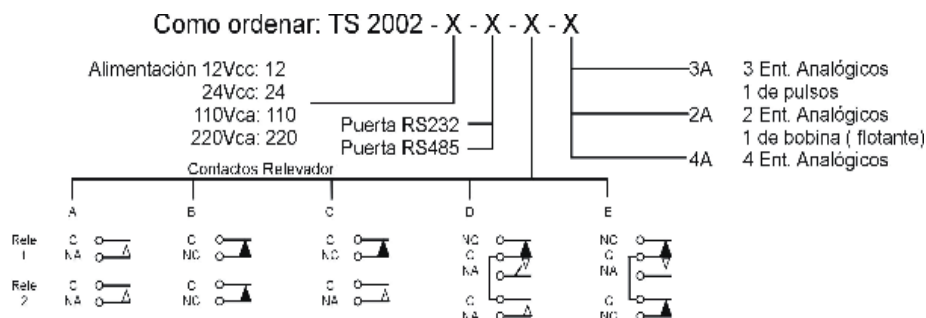 Como ordenar: TS 2002 - X - X - X - X
Alimentación 12Vcc: 12
24Vcc: 24
110Vca: 110
220Vca: 220
Puerta RS232
Puerta RS485
3A 3 Ent. Analógicos
1 de pulsos
2A 2 Ent. Analógicos
1 de bobina ( flotante)
4A 4 Ent. Analógicos
Contactos Relevador
A B C D E
Rele 1
C
NA
C
NC
C
NC
NC
C
NA
NC
C
NA
Rele 2
C
NA
C
NC
C
NA
C
NA
C
NC